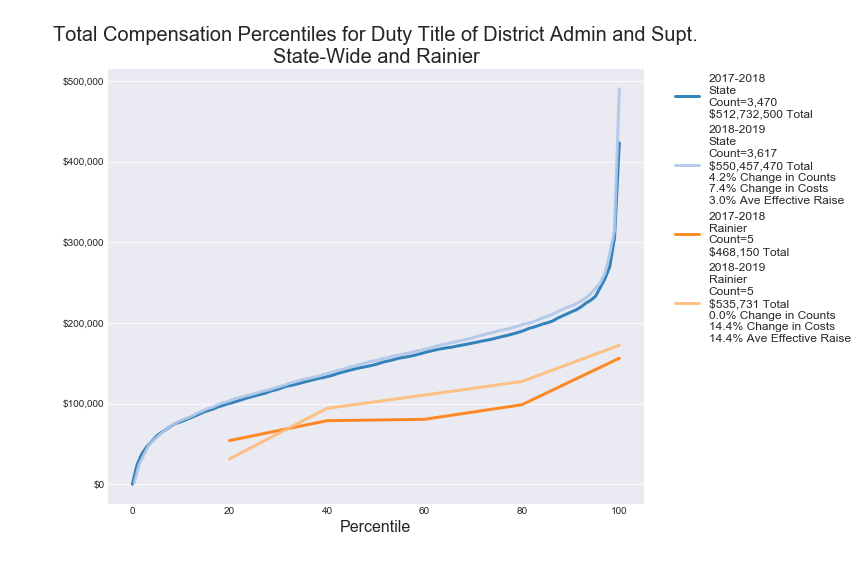 Total Compensation Percentiles for Duty Title of District Admin and Supt.
State-Wide and Rainier
$500,000
$400,000
$300,000
$200,000
$100,000
$0
0
20
40
60
80
100
Percentile
2017-2018
State
Count=3,470
$512,732,500 Total
2018-2019
State
Count=3,617
$550,457,470 Total
4.2% Change in Counts
7.4% Change in Costs
3.0% Ave Effective Raise
2017-2018
Rainier
Count=5
$468,150 Total
2018-2019
Rainier
Count=5
$535,731 Total
0.0% Change in Counts
14.4% Change in Costs
14.4% Ave Effective Raise